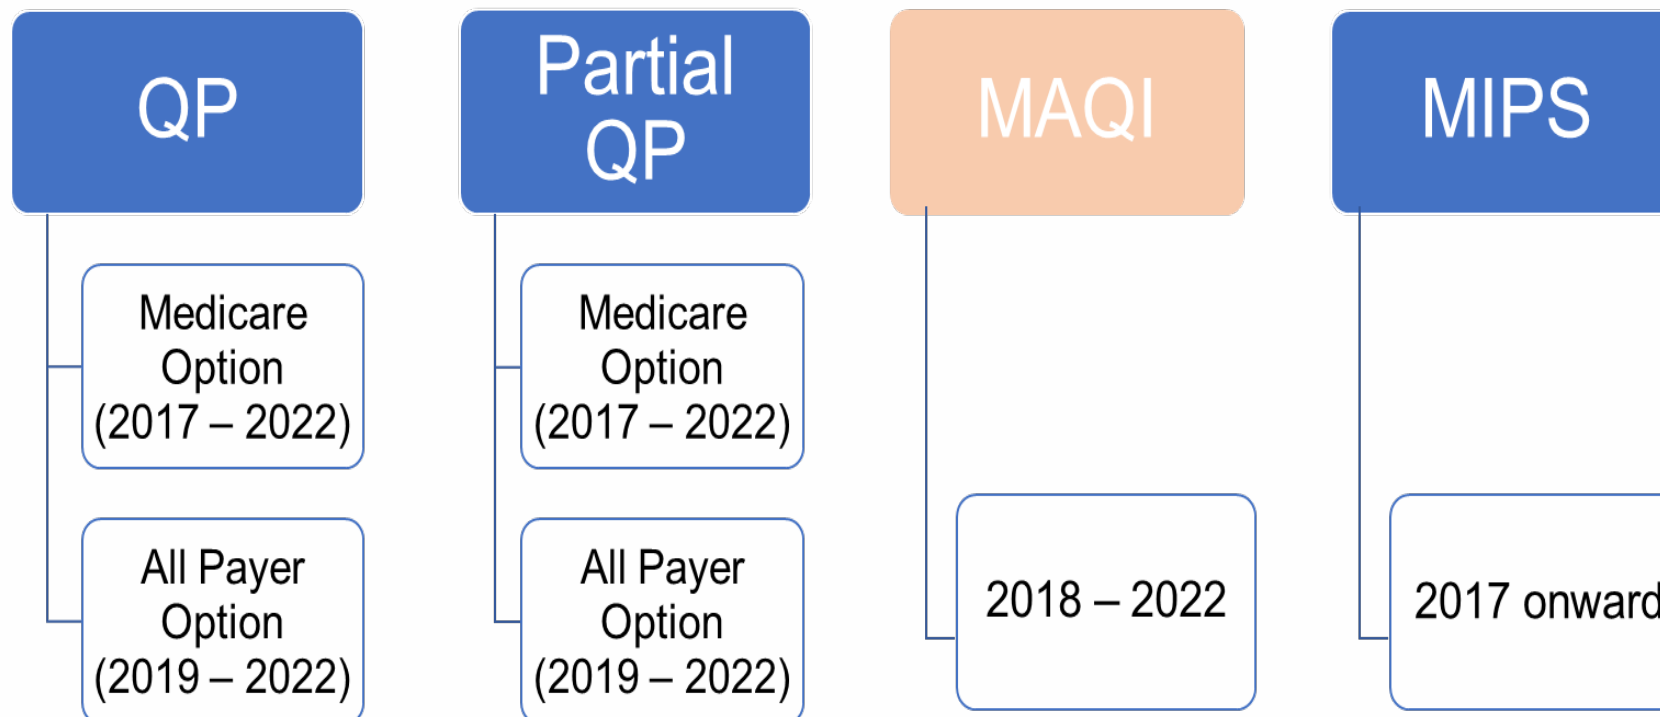 QP
Medicare
Option
(2017 – 2022)
All Payer
Option
(2019 – 2022)
Partial
QP
Medicare
Option
(2017 – 2022)
All Payer
Option
(2019 – 2022)
MAQI
2018 – 2022
MIPS
2017 onward